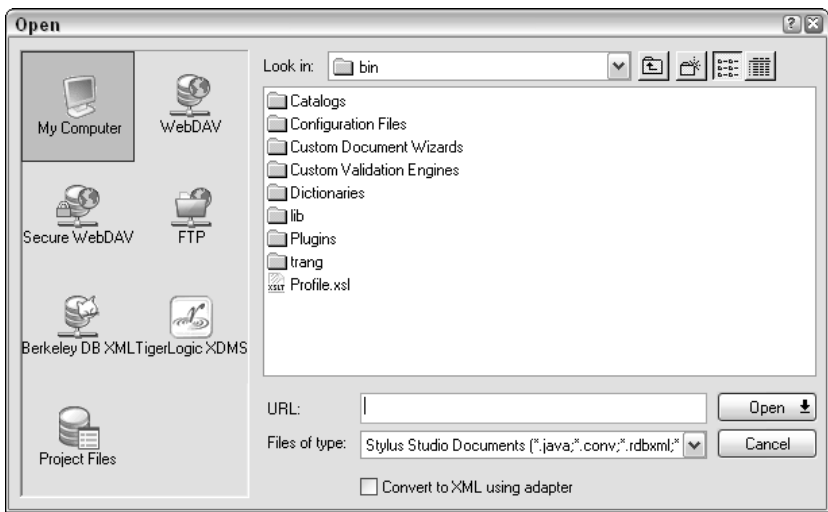 Open
My Computer
WebDAV
Secure WebDAV
FTP
Berkeley DB XML
TigerLogic XDMS
Project Files
Look in: bin
Catalogs
Configuration Files
Custom Document Wizards
Custom Validation Engines
Dictionaries
lib
Plugins
trang
XSLT Profile.xsl
URL:
Open
Files of type: Stylus Studio Documents (*.java;*.conv;*.rdbxml;*
Cancel
Convert to XML using adapter